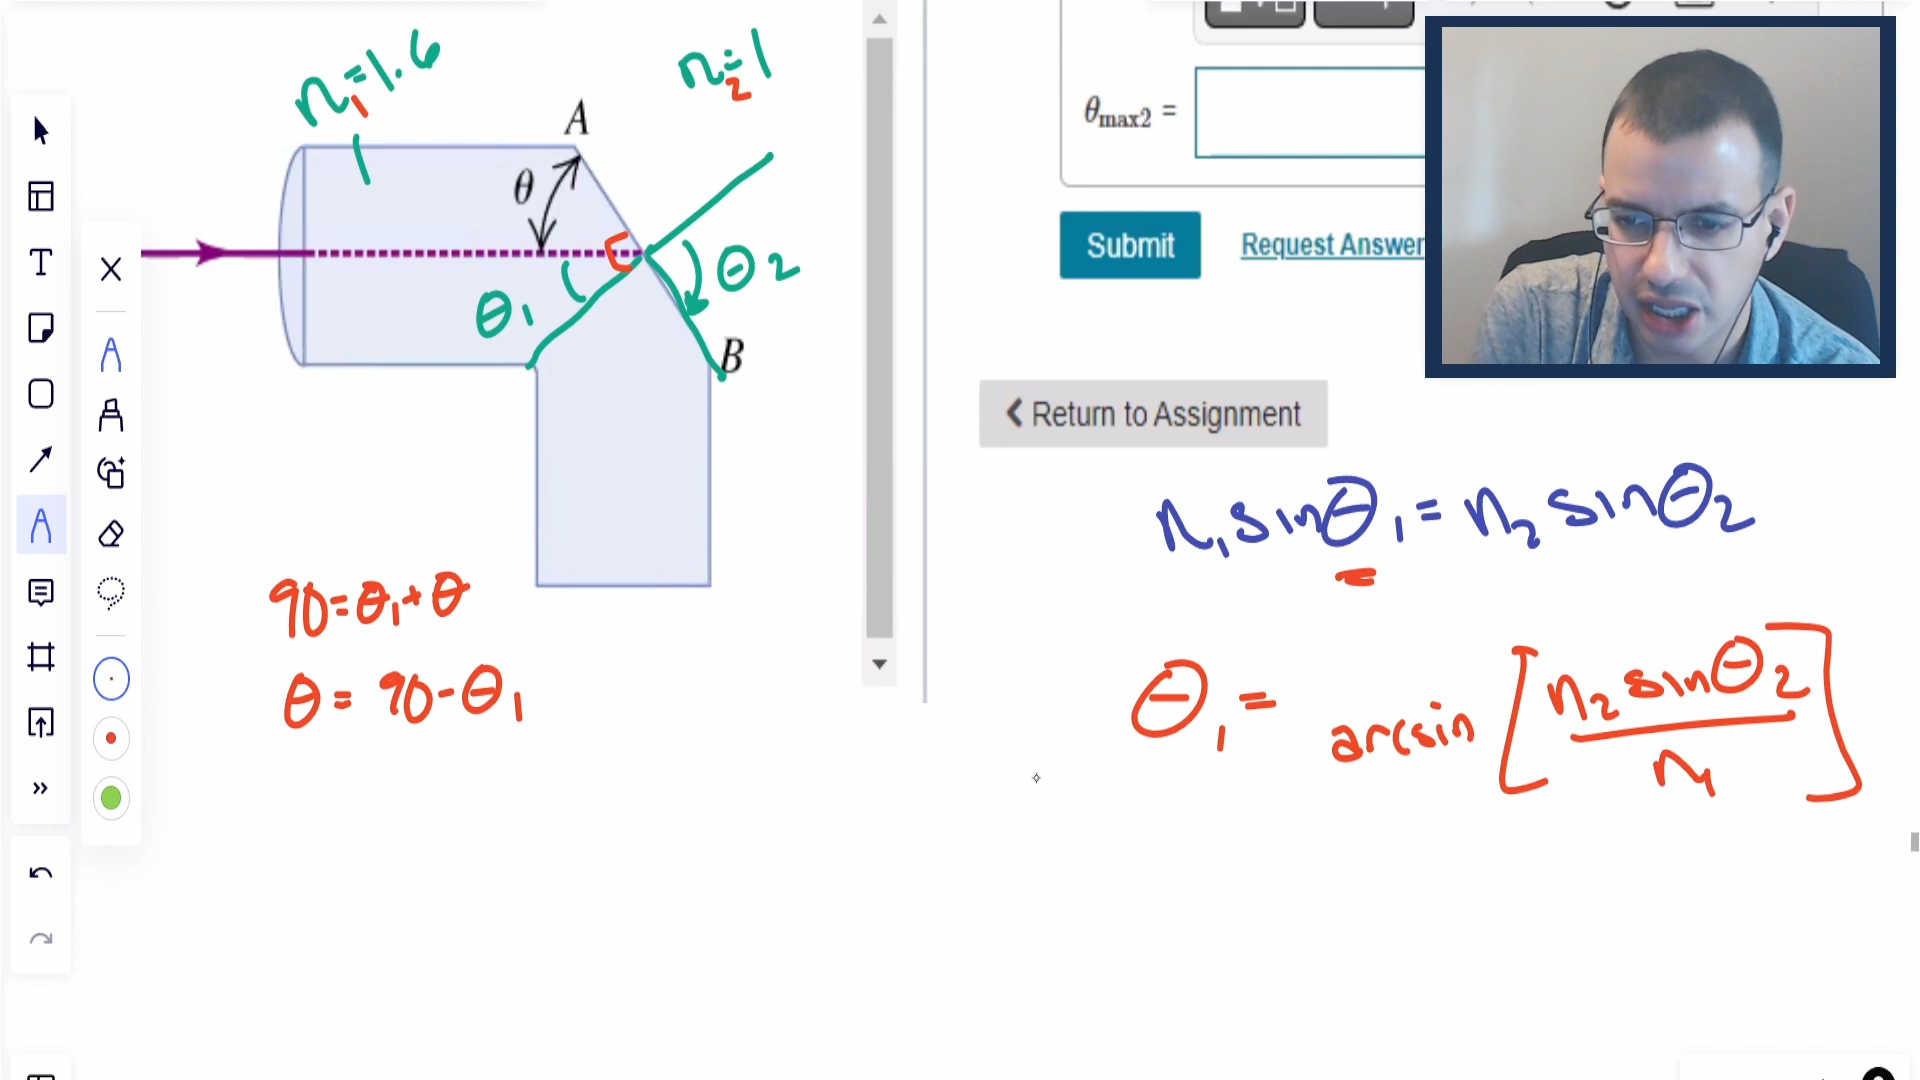 n₁=1.6
n₂=1
A
θ
θ₁
θ₂
B
90=θ₁+θ
θ= 90-θ₁
θmax2 =
Submit
Request Answer
Return to Assignment
n₁sinθ₁=n₂sinθ₂
θ₁= arcsin [n₂sinθ₂/n₁]
T